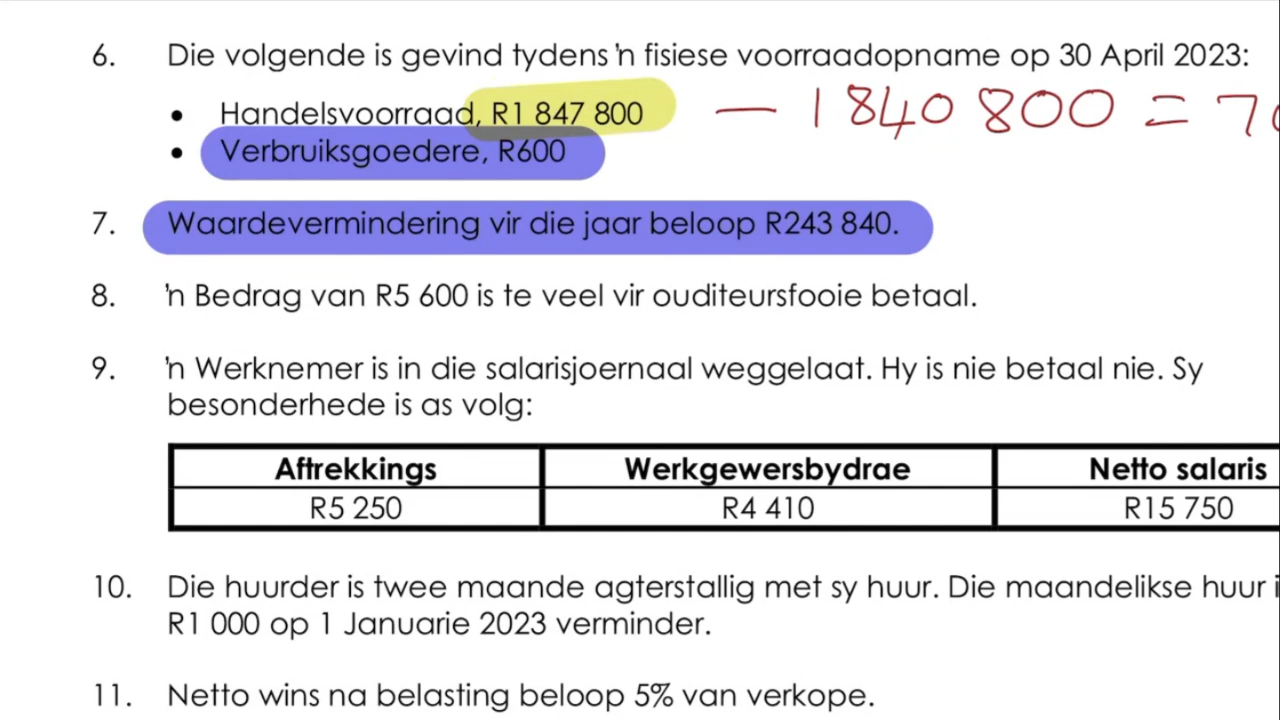 6. Die volgende is gevind tydens 'n fisiese voorraadopname op 30 April 2023:
• Handelsvoorraad, R1 847 800 — 1 840 800 = 7
• Verbruiksgoedere, R600
7. Waardevermindering vir die jaar beloop R243 840.
8. 'n Bedrag van R5 600 is te veel vir ouditeursfooie betaal.
9. 'n Werknemer is in die salarisjoernaal weggelaat. Hy is nie betaal nie. Sy
besonderhede is as volg:
Aftrekkings Werkgewersbydrae Netto salaris
R5 250 R4 410 R15 750
10. Die huurder is twee maande agterstallig met sy huur. Die maandelikse huur
R1 000 op 1 Januarie 2023 verminder.
11. Netto wins na belasting beloop 5% van verkope.